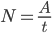 N = A/t